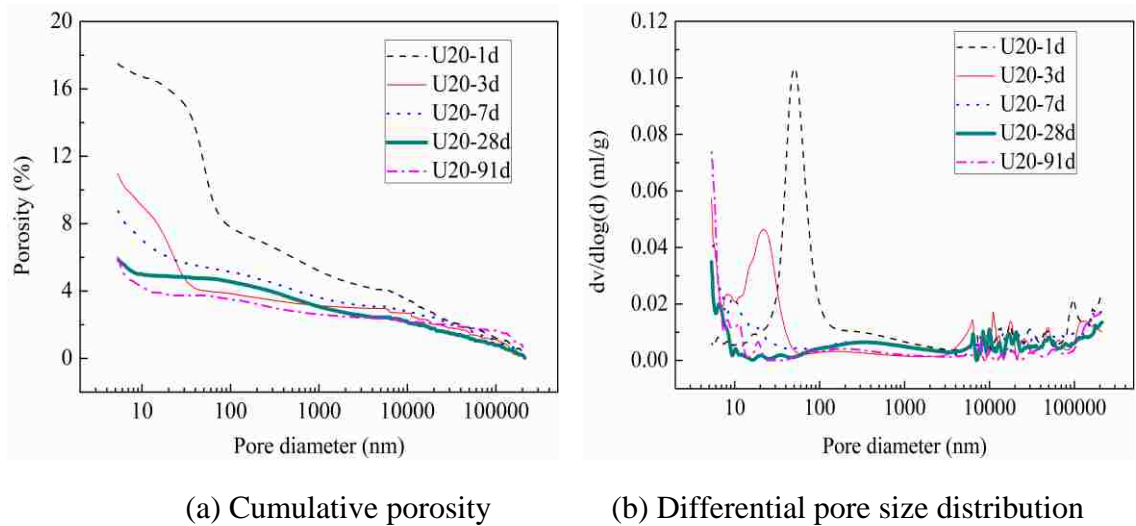 20
16
12
8
4
0
Porosity (%)
10 100 1000 10000 100000
Pore diameter (nm)
U20-1d
U20-3d
U20-7d
U20-28d
U20-91d
0.12
0.10
0.08
0.06
0.04
0.02
0.00
dv/dlog(d) (ml/g)
10 100 1000 10000 100000
Pore diameter (nm)
U20-1d
U20-3d
U20-7d
U20-28d
U20-91d
(a) Cumulative porosity
(b) Differential pore size distribution